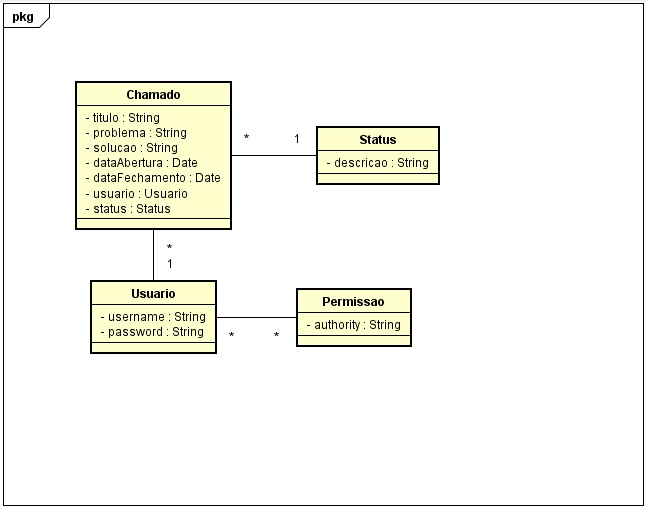 pkg
Chamado
- titulo : String
- problema : String
- solucao : String
- dataAbertura : Date
- dataFechamento : Date
- usuario : Usuario
- status : Status
* 1
Status
- descricao : String
*
1
Usuario
- username : String
- password : String
* *
Permissao
- authority : String